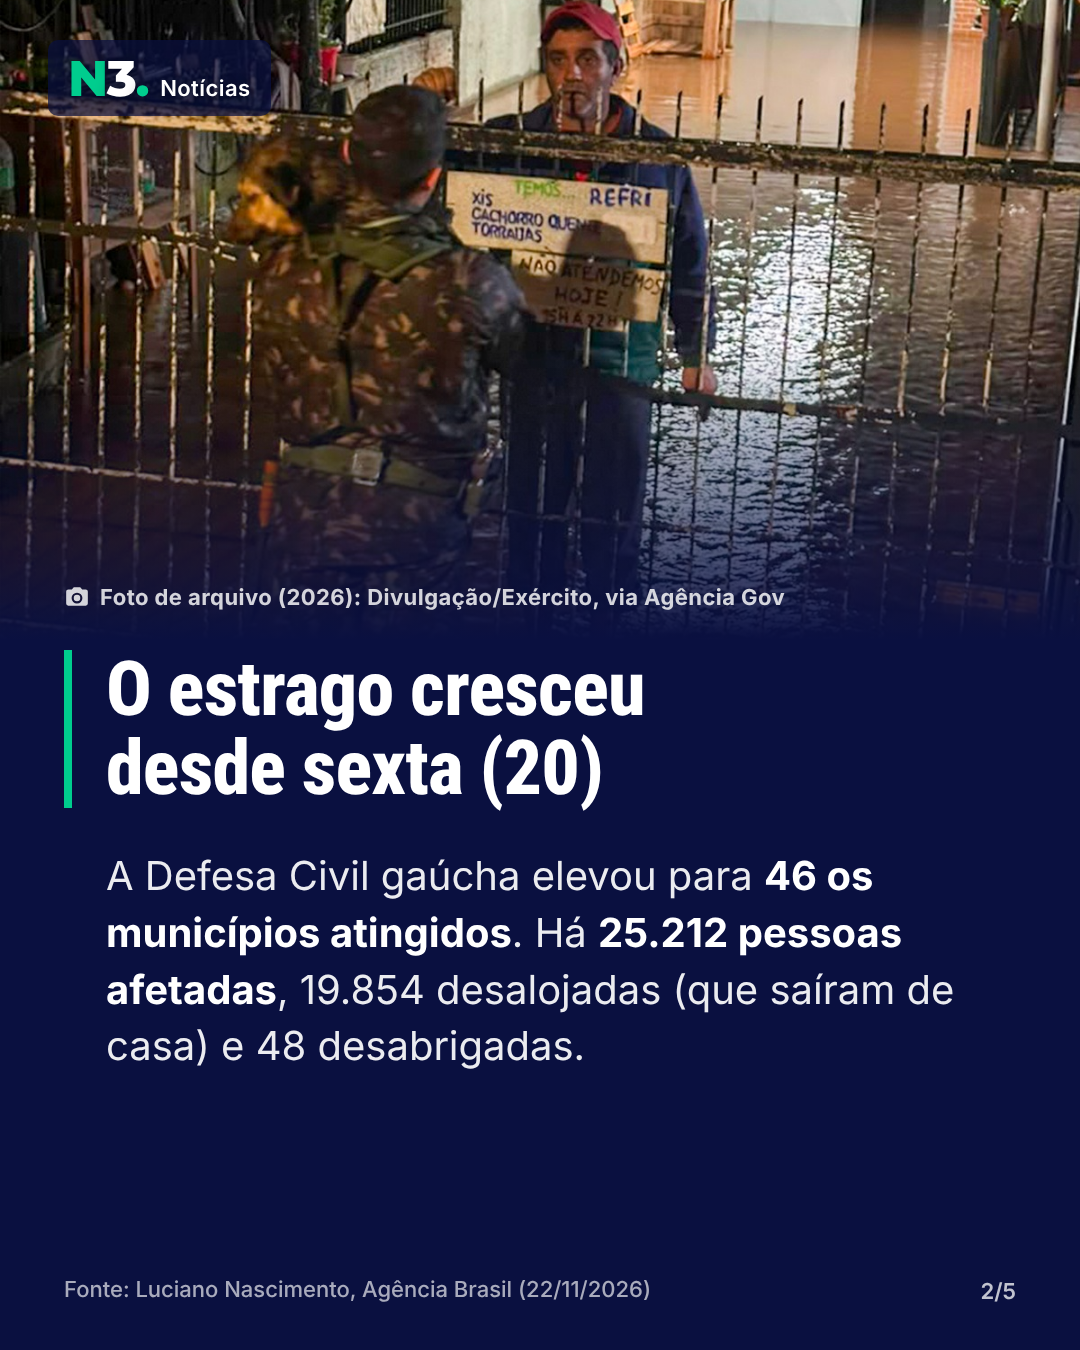 N3. Notícias
TEMOS... REFRI
XIS
CACHORRO QUENTE
TORRADAS
NÃO ATENDEMOS
HOJE!
Foto de arquivo (2026): Divulgação/Exército, via Agência Gov
O estrago cresceu
desde sexta (20)
A Defesa Civil gaúcha elevou para 46 os
municípios atingidos. Há 25.212 pessoas
afetadas, 19.854 desalojadas (que saíram de
casa) e 48 desabrigadas.
Fonte: Luciano Nascimento, Agência Brasil (22/11/2026)
2/5